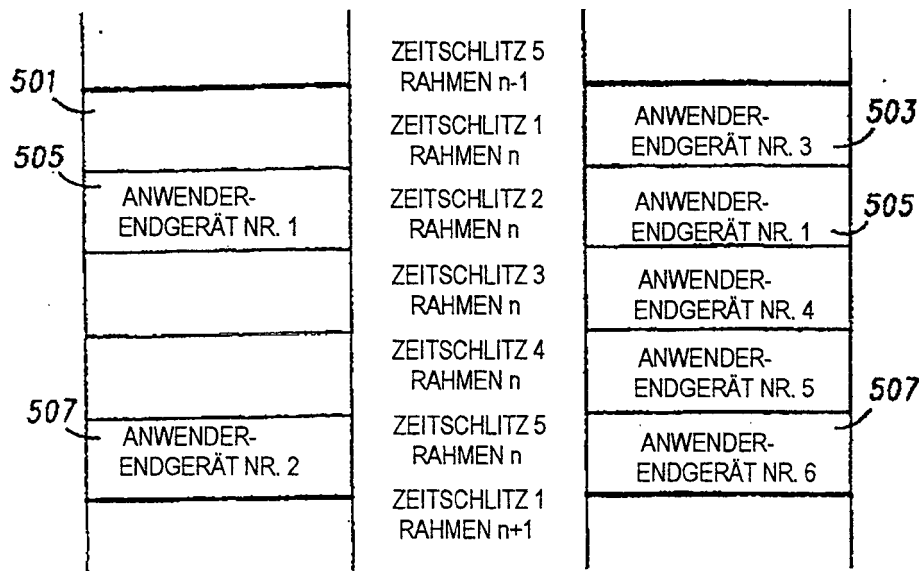 ZEITSCHLITZ 5
RAHMEN n-1
501
503
ZEITSCHLITZ 1
RAHMEN n
ANWENDER-
ENDGERÄT NR. 3
505
ANWENDER-
ENDGERÄT NR. 1
ZEITSCHLITZ 2
RAHMEN n
ANWENDER-
ENDGERÄT NR. 1
505
ZEITSCHLITZ 3
RAHMEN n
ANWENDER-
ENDGERÄT NR. 4
ZEITSCHLITZ 4
RAHMEN n
ANWENDER-
ENDGERÄT NR. 5
507
507
ANWENDER-
ENDGERÄT NR. 2
ZEITSCHLITZ 5
RAHMEN n
ANWENDER-
ENDGERÄT NR. 6
ZEITSCHLITZ 1
RAHMEN n+1